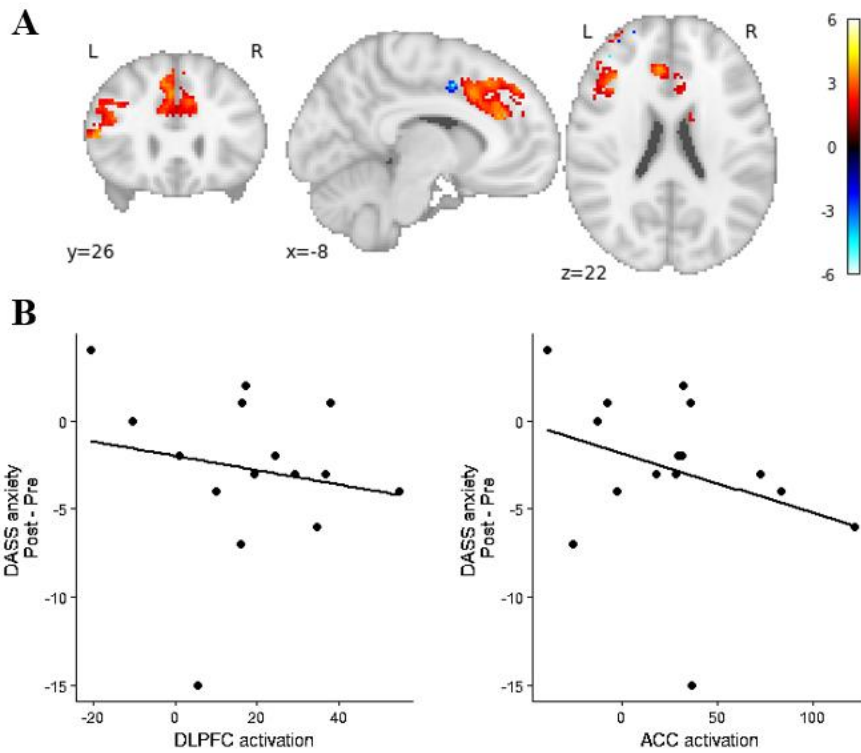 A
L R
L R
6
3
0
-3
-6
y=26
x=-8
z=22
B
DASS anxiety
Post - Pre
0
-5
-10
-15
-20 0 20 40
DLPFC activation
DASS anxiety
Post - Pre
0
-5
-10
-15
0 50 100
ACC activation